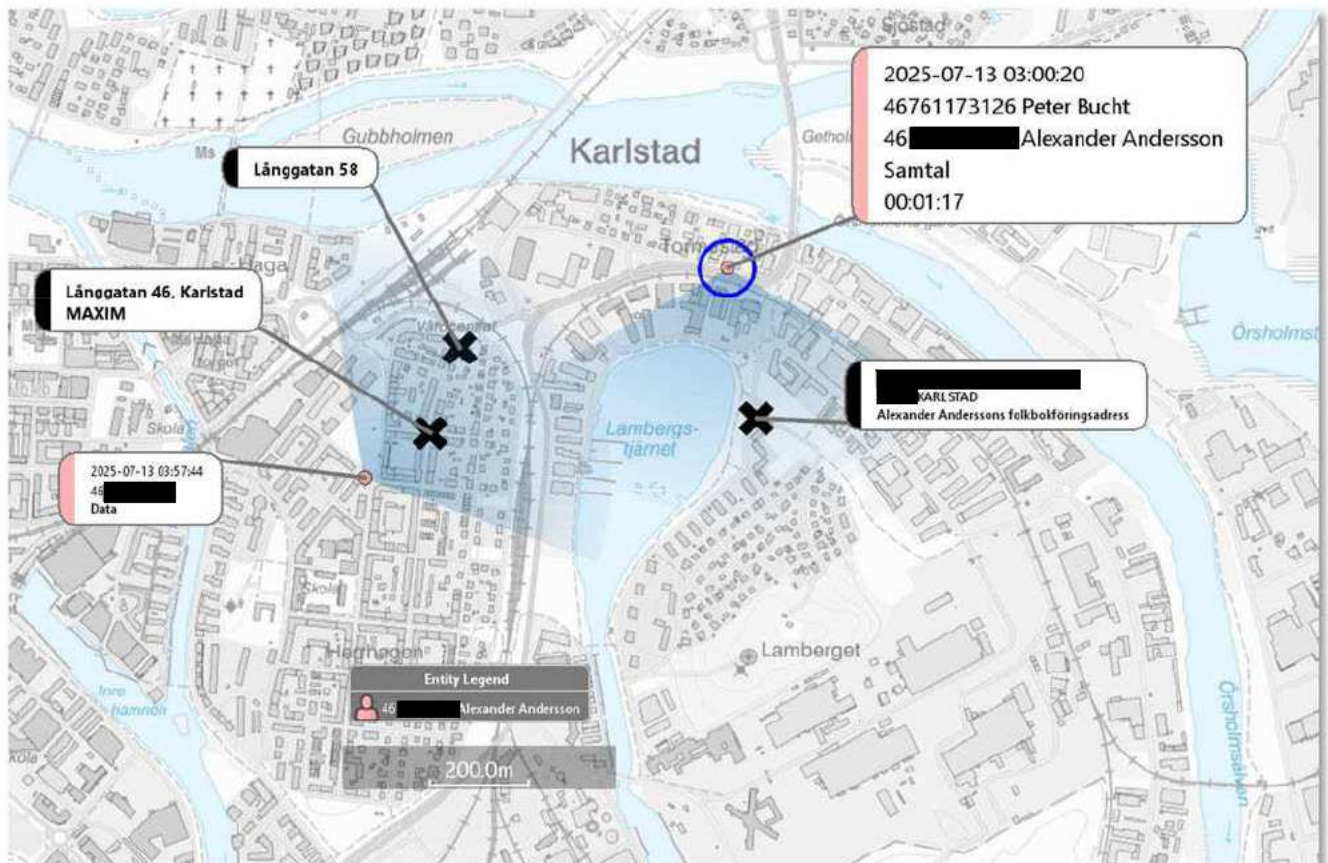 Sjöstad
2025-07-13 03:00:20
46761173126 Peter Bucht
46 Alexander Andersson
Samtal
00:01:17
Gubbholmen
Karlstad
Ms
Långgatan 58
Haga
Långgatan 46, Karlstad
MAXIM
Vårdcentral
Örsholmst
KARLSTAD
Alexander Anderssons folkbokföringsadress
Skola
Lambergs-
tjärnet
2025-07-13 03:57:44
46
Data
Skola
Herrhagen
Lamberget
Entity Legend
46 Alexander Andersson
Inre
hamnen
200.0m
Örsholmsälven